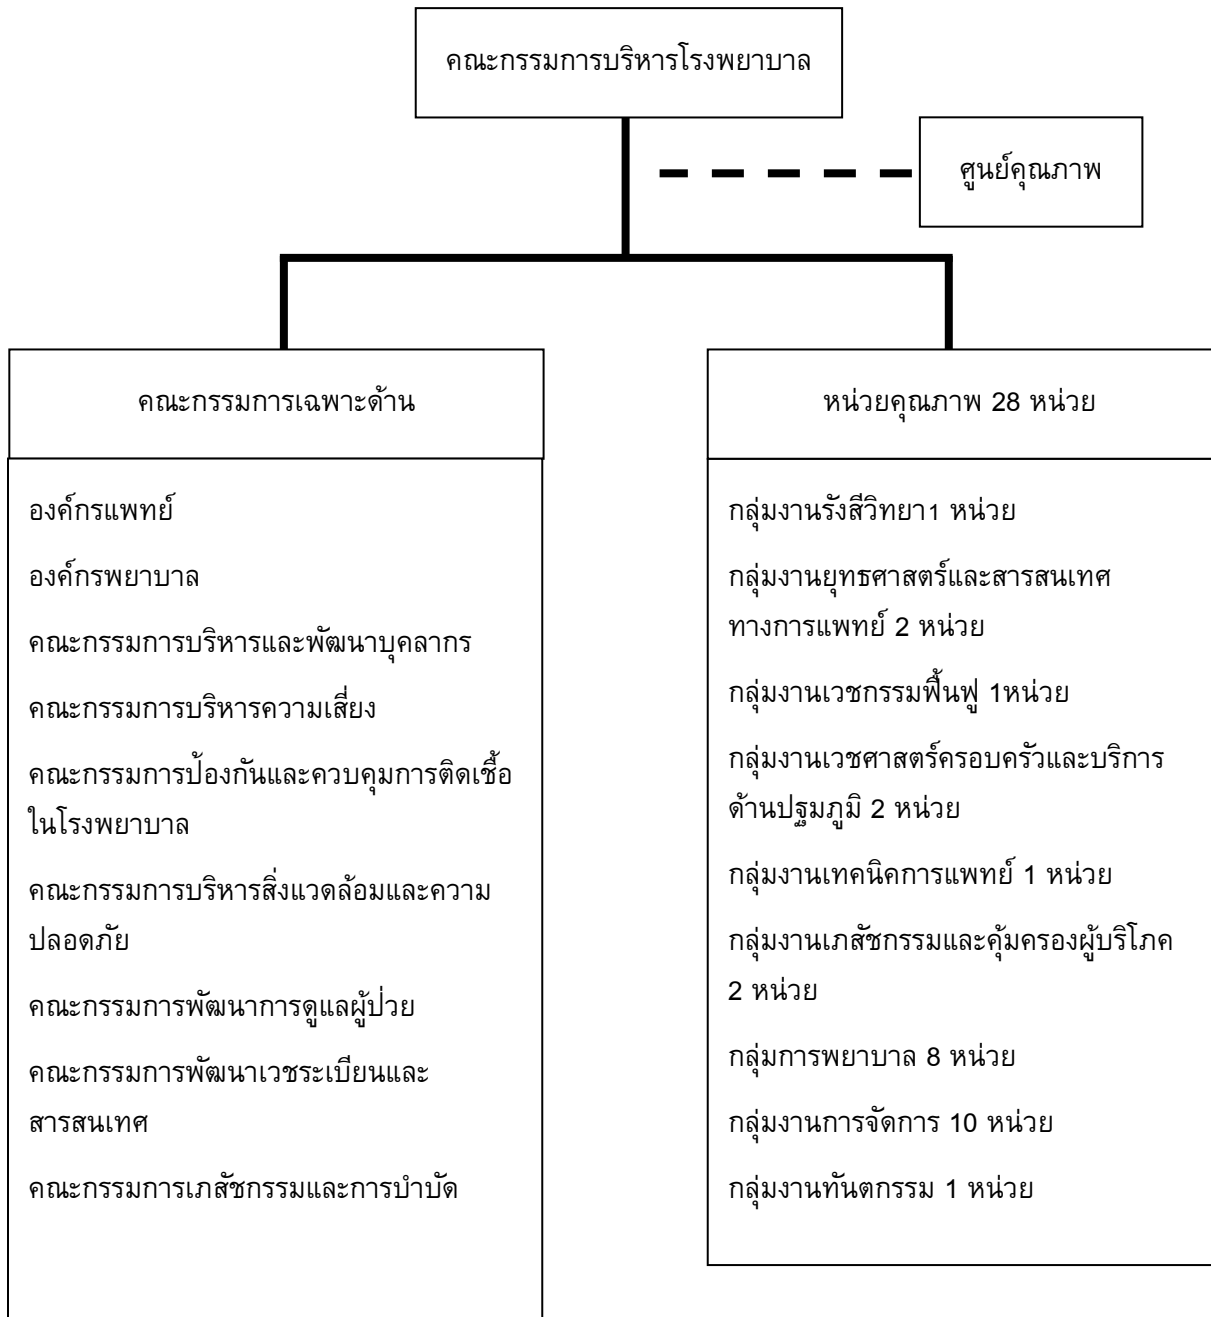 คณะกรรมการบริหารโรงพยาบาล
ศูนย์คุณภาพ
คณะกรรมการเฉพาะด้าน
องค์กรแพทย์
องค์กรพยาบาล
คณะกรรมการบริหารและพัฒนาบุคลากร
คณะกรรมการบริหารความเสี่ยง
คณะกรรมการป้องกันและควบคุมการติดเชื้อ
ในโรงพยาบาล
คณะกรรมการบริหารสิ่งแวดล้อมและความ
ปลอดภัย
คณะกรรมการพัฒนาการดูแลผู้ป่วย
คณะกรรมการพัฒนาเวชระเบียนและ
สารสนเทศ
คณะกรรมการเภสัชกรรมและการบำบัด
หน่วยคุณภาพ 28 หน่วย
กลุ่มงานรังสีวิทยา1 หน่วย
กลุ่มงานยุทธศาสตร์และสารสนเทศ
ทางการแพทย์ 2 หน่วย
กลุ่มงานเวชกรรมฟื้นฟู 1หน่วย
กลุ่มงานเวชศาสตร์ครอบครัวและบริการ
ด้านปฐมภูมิ 2 หน่วย
กลุ่มงานเทคนิคการแพทย์ 1 หน่วย
กลุ่มงานเภสัชกรรมและคุ้มครองผู้บริโภค
2 หน่วย
กลุ่มการพยาบาล 8 หน่วย
กลุ่มงานการจัดการ 10 หน่วย
กลุ่มงานทันตกรรม 1 หน่วย